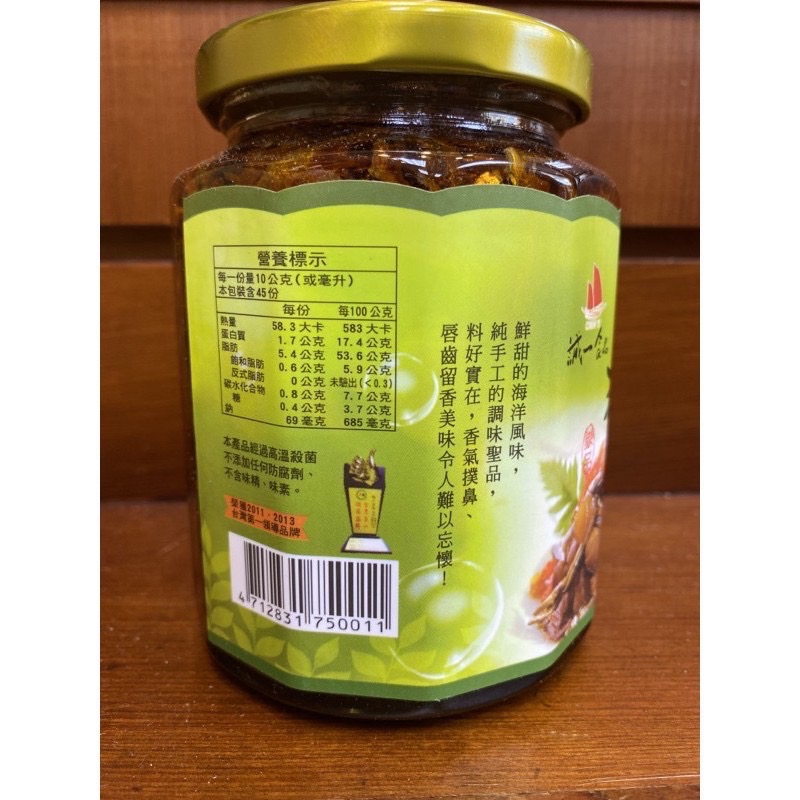 營養標示
每一份量10公克(或毫升)
本包裝含45份
每份 每100公克
熱量 58.3大卡 583大卡
蛋白質 1.7公克 17.4公克
脂肪 5.4公克 53.6公克
飽和脂肪 0.6公克 5.9公克
反式脂肪 0公克 未驗出(<0.3)
碳水化合物 0.8公克 7.7公克
糖 0.4公克 3.7公克
鈉 69毫克 685毫克
本產品經過高溫殺菌
不添加任何防腐劑、
不含味精、味素。
榮獲2011、2013
台灣第一領導品牌
4 712831 750011
鮮甜的海洋風味,
純手工的調味聖品,
料好實在,香氣撲鼻、
唇齒留香美味令人難以忘懷!
誠一食品